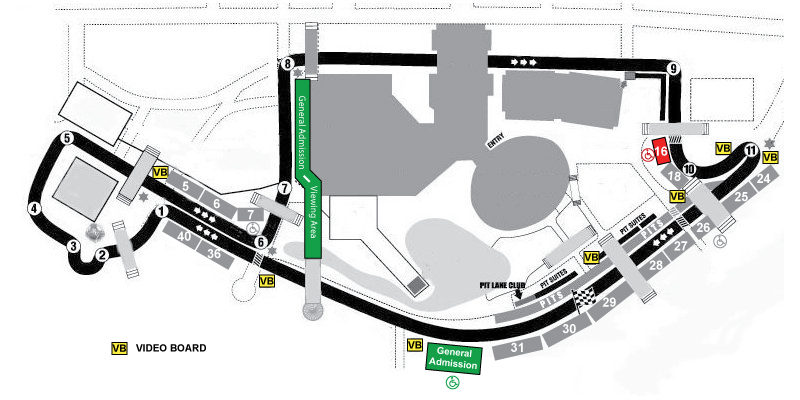 8
9
General Admission
Viewing Area
5
VB
5
6
7
4
3
2
1
40
36
6
7
VB
ENTRY
16
10
11
VB
VB
18
VB
24
25
26
27
28
29
30
31
PIT SUITES
PITS
VB
PIT SUITES
PIT LANE CLUB
PITS
VB
General
Admission
VB VIDEO BOARD